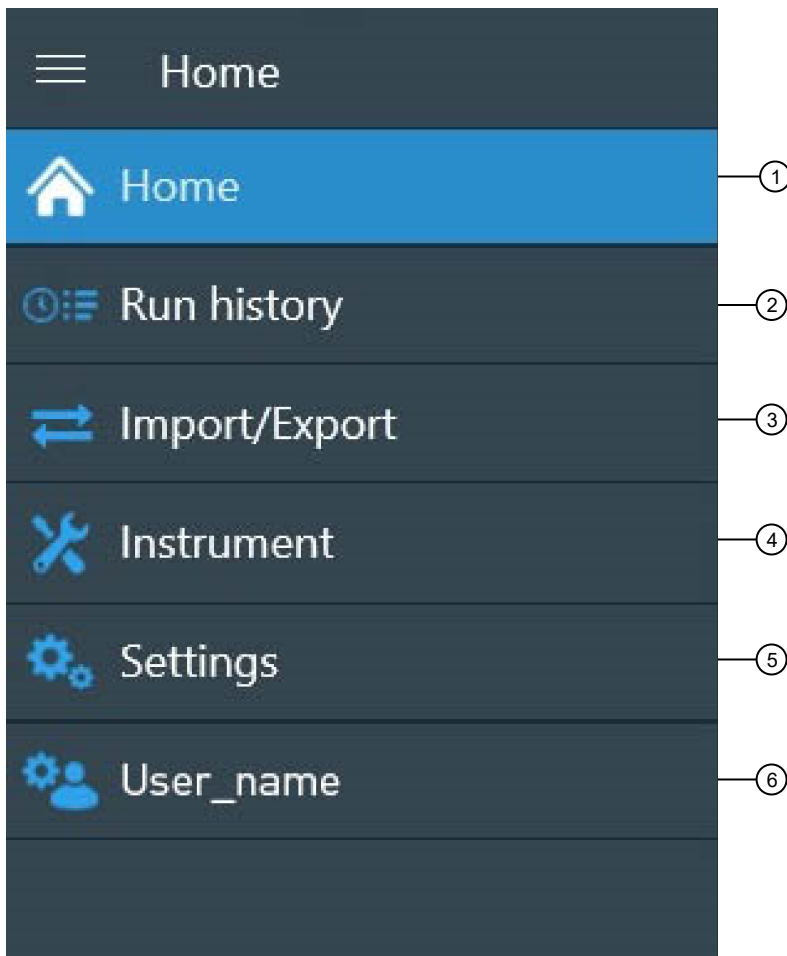 Home
Home 1
Run history 2
Import/Export 3
Instrument 4
Settings 5
User_name 6